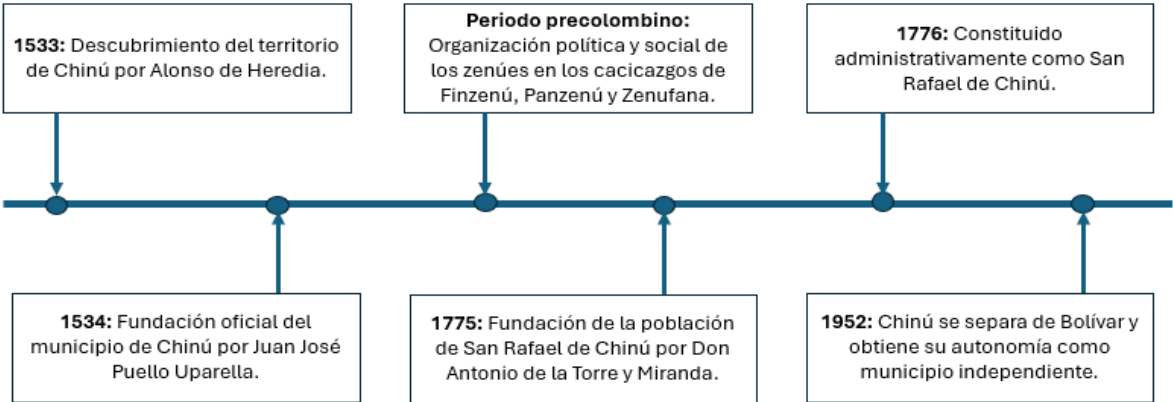 1533: Descubrimiento del territorio
de Chinú por Alonso de Heredia.
Periodo precolombino:
Organización política y social de
los zenúes en los cacicazgos de
Finzenú, Panzenú y Zenufana.
1776: Constituido
administrativamente como San
Rafael de Chinú.
1534: Fundación oficial del
municipio de Chinú por Juan José
Puello Uparella.
1775: Fundación de la población
de San Rafael de Chinú por Don
Antonio de la Torre y Miranda.
1952: Chinú se separa de Bolívar y
obtiene su autonomía como
municipio independiente.